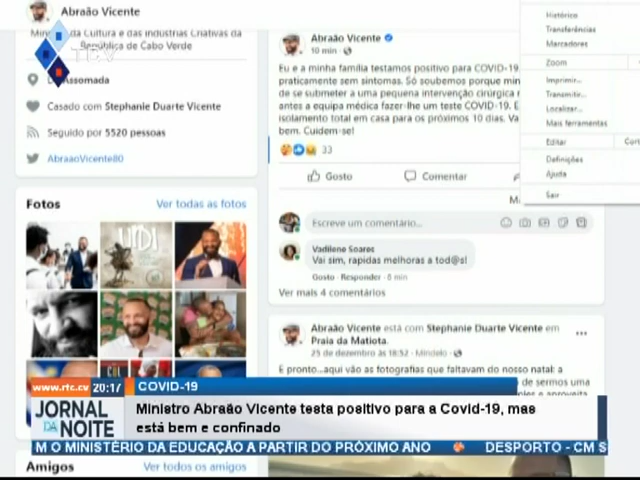 Abraão Vicente
Ministro da Cultura e das Indústrias Criativas da
República de Cabo Verde
TCV
Assomada
Casado com Stephanie Duarte Vicente
Seguido por 5520 pessoas
AbraaoVicente80
Fotos
Ver todas as fotos
Amigos
Ver todos os amigos
Abraão Vicente
10 min
Eu e a minha família testamos positivo para COVID-19,
praticamente sem sintomas. Só soubemos porque min
de se submeter a uma pequena intervenção cirúrgica
antes a equipa médica fazer-lhe um teste COVID-19. E
isolamento total em casa para os próximos 10 dias. Va
bem. Cuidem-se!
33
Gosto
Comentar
Escreve um comentário...
Vadilene Soares
Vai sim, rapidas melhoras a tod@s!
Gosto · Responder · 6 min
Ver mais 4 comentários
Abraão Vicente está com Stephanie Duarte Vicente em
Praia da Matiota.
25 de dezembro às 18:52 · Mindelo
E pronto...aqui vão as fotografias que faltavam do nosso natal: a
de sermos uma
Histórico
Transferências
Marcadores
Zoom
Imprimir...
Transmitir...
Localizar...
Mais ferramentas
Editar
Cort
Definições
Ajuda
Sair
www.rtc.cv 20:17
COVID-19
JORNAL
DA NOITE
Ministro Abraão Vicente testa positivo para a Covid-19, mas
está bem e confinado
M O MINISTÉRIO DA EDUCAÇÃO A PARTIR DO PRÓXIMO ANO DESPORTO - CM S